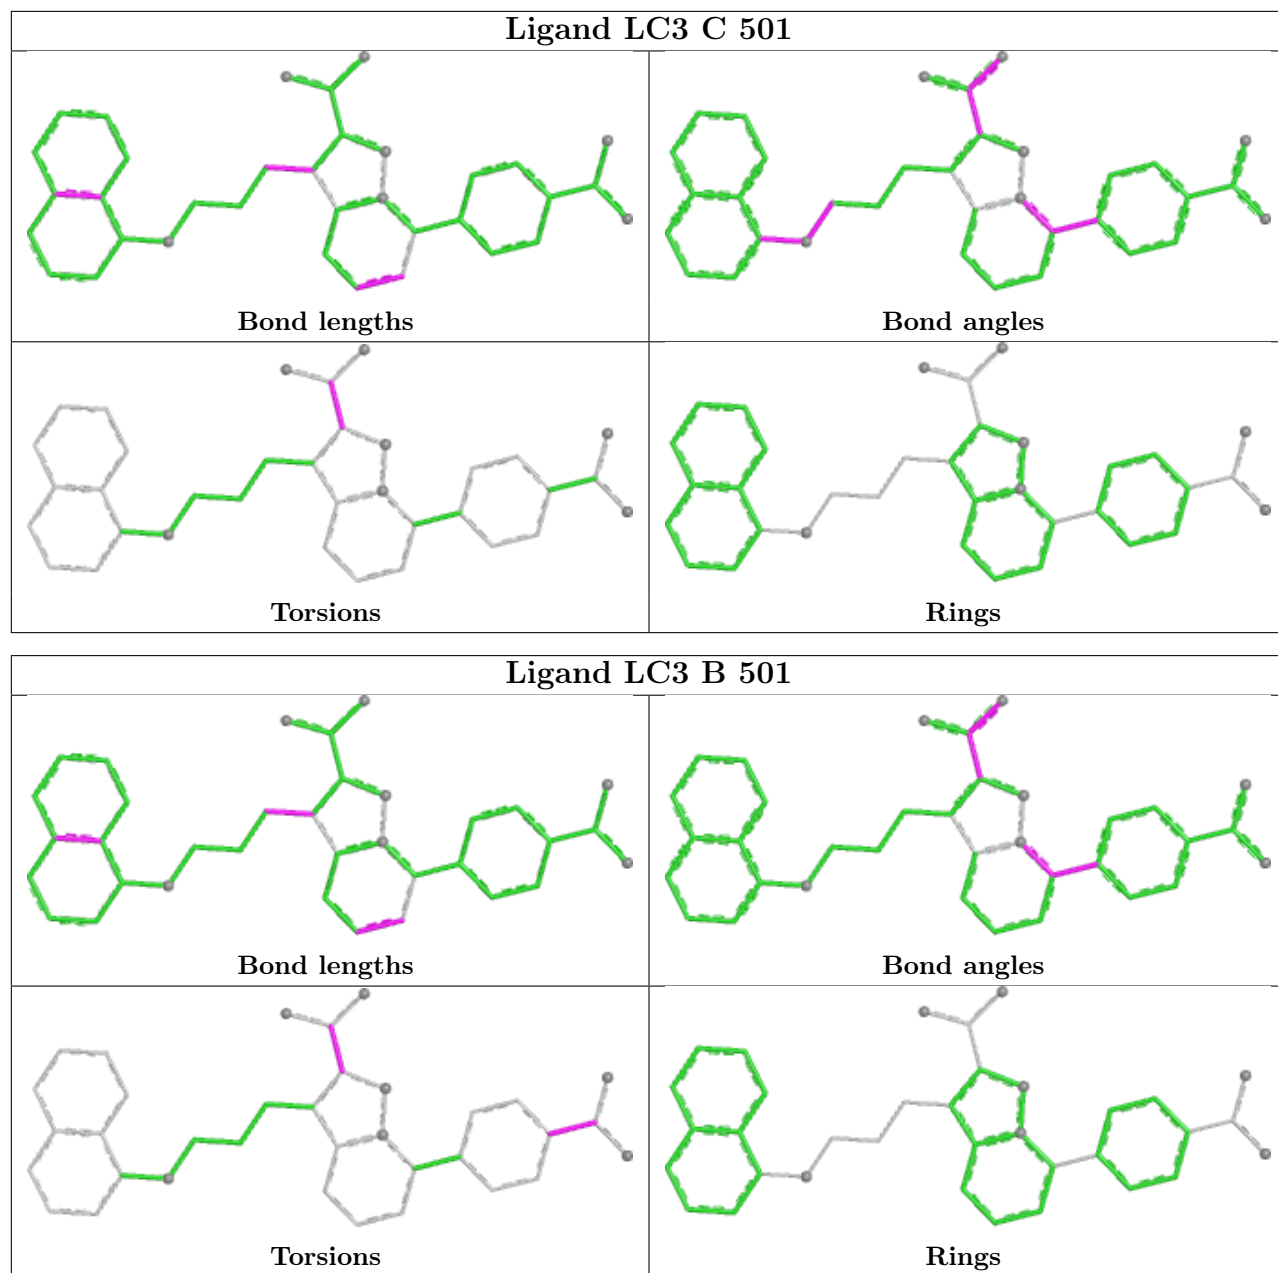 Ligand LC3 C 501
Bond lengths
Bond angles
Torsions
Rings
Ligand LC3 B 501
Bond lengths
Bond angles
Torsions
Rings